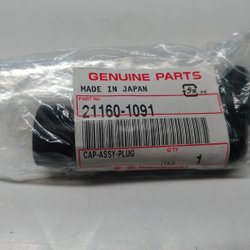 GENUINE PARTS
MADE IN JAPAN
PART No.
21160-1091
CAP-ASSY-PLUG
QTY
1